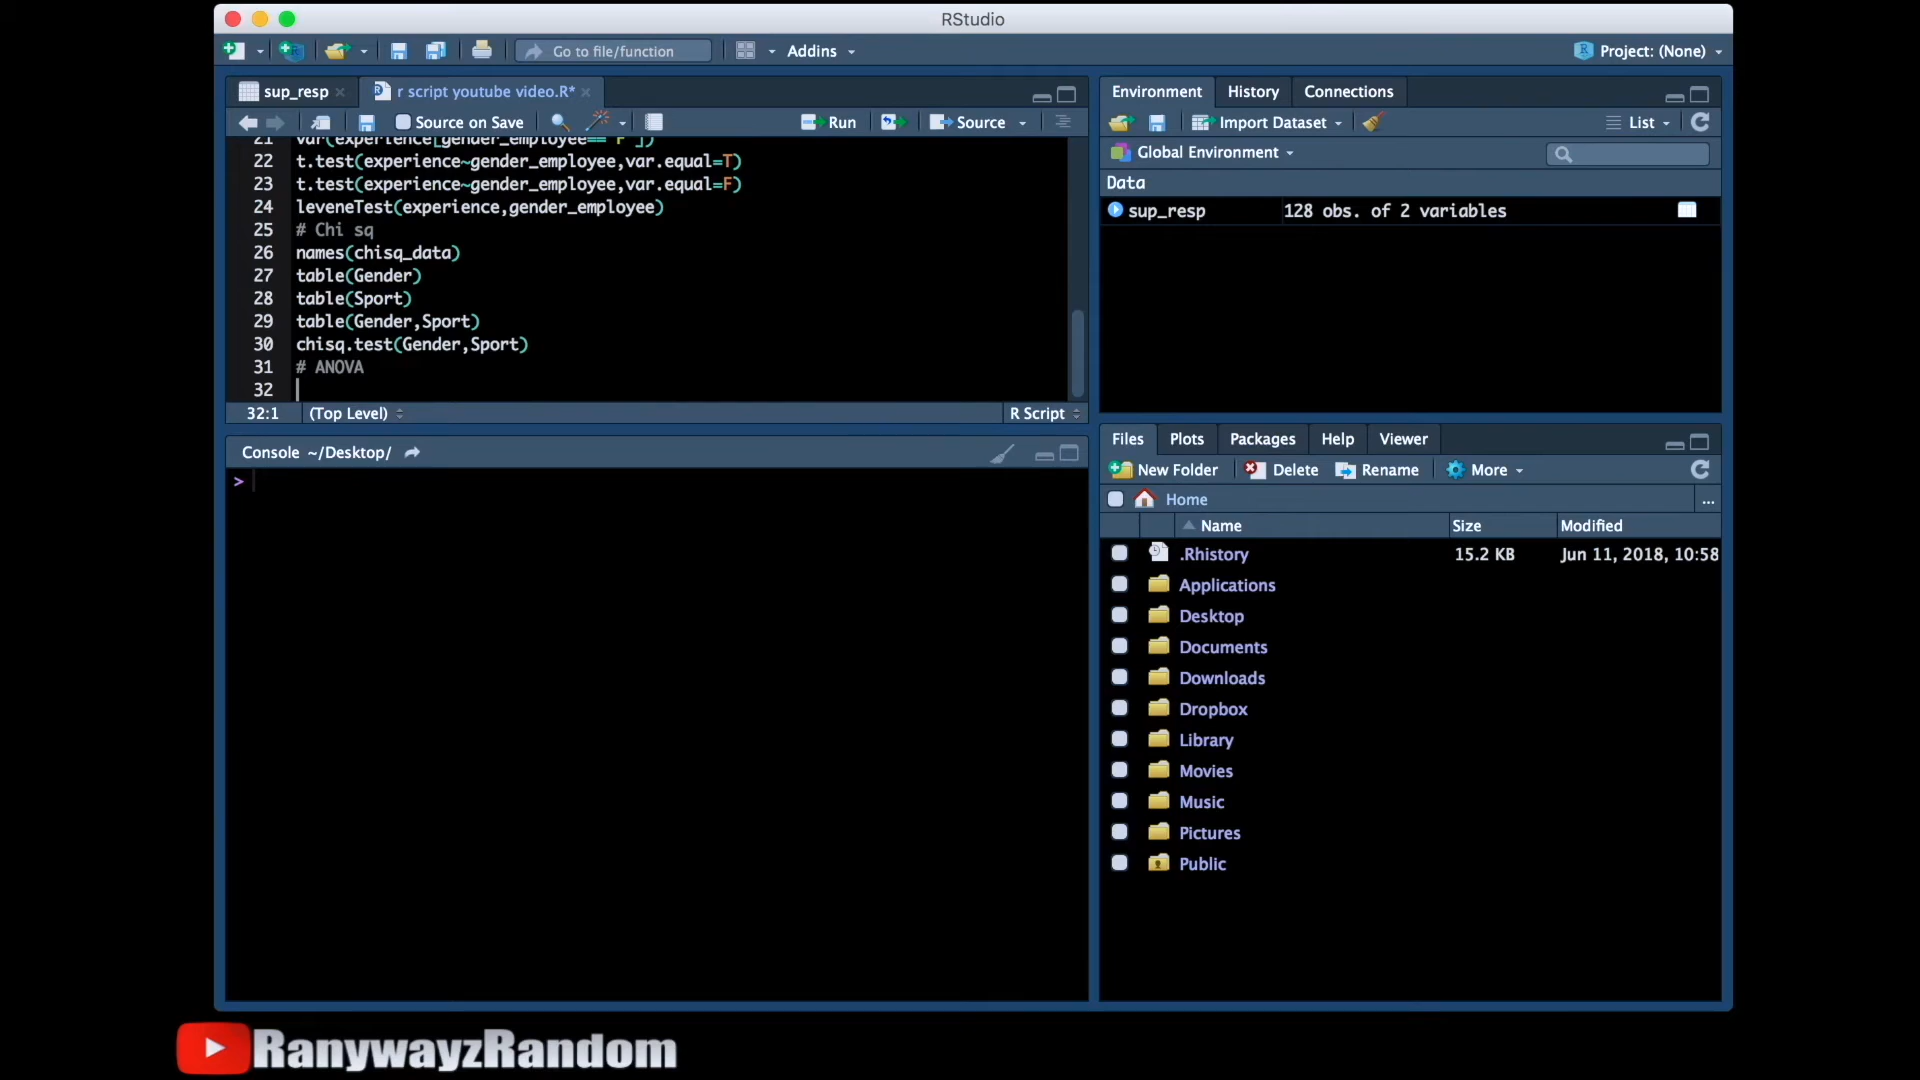 RStudio
Go to file/function
Addins
Project: (None)
sup_resp
r script youtube video.R*
Source on Save
Run
Source
21 var(experience[gender_employee=="F"])
22 t.test(experience~gender_employee,var.equal=T)
23 t.test(experience~gender_employee,var.equal=F)
24 leveneTest(experience,gender_employee)
25 # Chi sq
26 names(chisq_data)
27 table(Gender)
28 table(Sport)
29 table(Gender,Sport)
30 chisq.test(Gender,Sport)
31 # ANOVA
32
32:1 (Top Level) R Script
Console ~/Desktop/
>
Environment History Connections
Import Dataset List
Global Environment
Data
sup_resp 128 obs. of 2 variables
Files Plots Packages Help Viewer
New Folder Delete Rename More
Home ...
Name Size Modified
.Rhistory 15.2 KB Jun 11, 2018, 10:58
Applications
Desktop
Documents
Downloads
Dropbox
Library
Movies
Music
Pictures
Public
RanywayzRandom